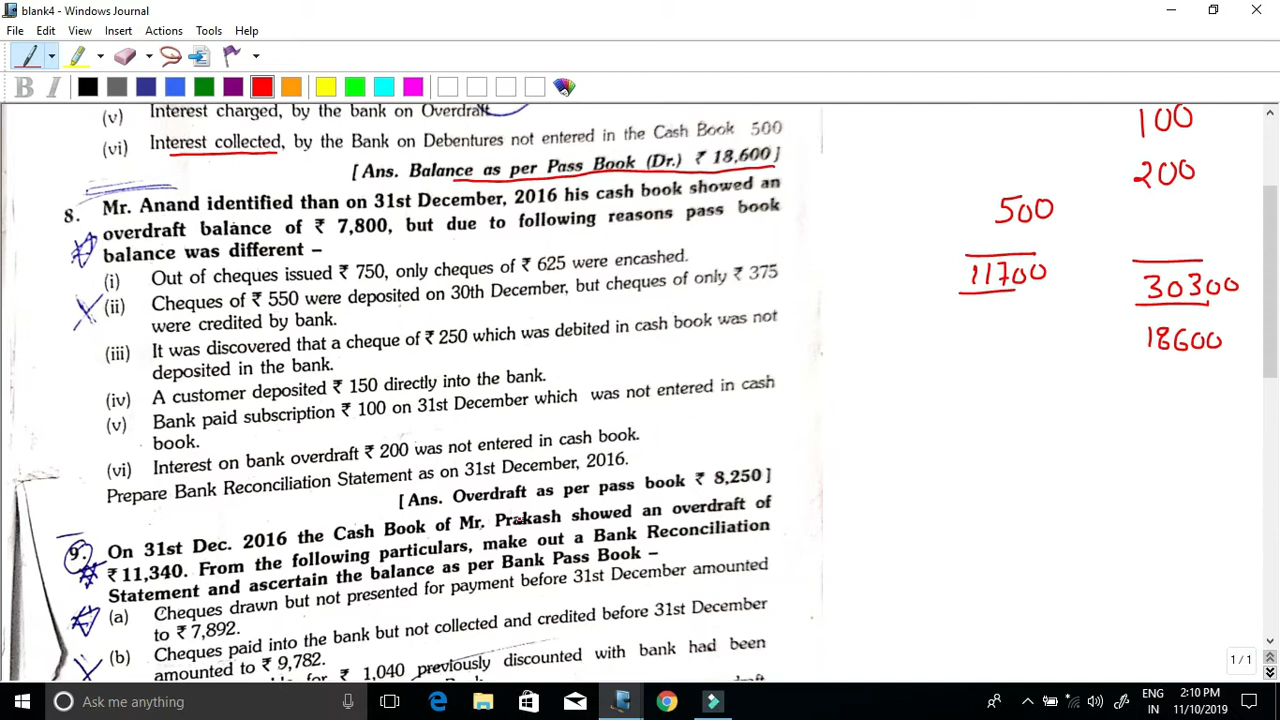 blank4 - Windows Journal
File Edit View Insert Actions Tools Help
B I
(v) Interest charged, by the bank on Overdraft
(vi) Interest collected, by the Bank on Debentures not entered in the Cash Book 500
[Ans. Balance as per Pass Book (Dr.) ₹ 18,600]
8. Mr. Anand identified than on 31st December, 2016 his cash book showed an
overdraft balance of ₹ 7,800, but due to following reasons pass book
balance was different –
(i) Out of cheques issued ₹ 750, only cheques of ₹ 625 were encashed.
(ii) Cheques of ₹ 550 were deposited on 30th December, but cheques of only ₹ 375
were credited by bank.
(iii) It was discovered that a cheque of ₹ 250 which was debited in cash book was not
deposited in the bank.
(iv) A customer deposited ₹ 150 directly into the bank.
(v) Bank paid subscription ₹ 100 on 31st December which was not entered in cash
book.
(vi) Interest on bank overdraft ₹ 200 was not entered in cash book.
Prepare Bank Reconciliation Statement as on 31st December, 2016.
[Ans. Overdraft as per pass book ₹ 8,250]
9. On 31st Dec. 2016 the Cash Book of Mr. Prakash showed an overdraft of
₹ 11,340. From the following particulars, make out a Bank Reconciliation
Statement and ascertain the balance as per Bank Pass Book –
(a) Cheques drawn but not presented for payment before 31st December amounted
to ₹ 7,892.
(b) Cheques paid into the bank but not collected and credited before 31st December
amounted to ₹ 9,782.
for ₹ 1,040 previously discounted with bank had been
100
200
500
11700
30300
18600
1 / 1
Ask me anything
ENG
IN
2:10 PM
11/10/2019